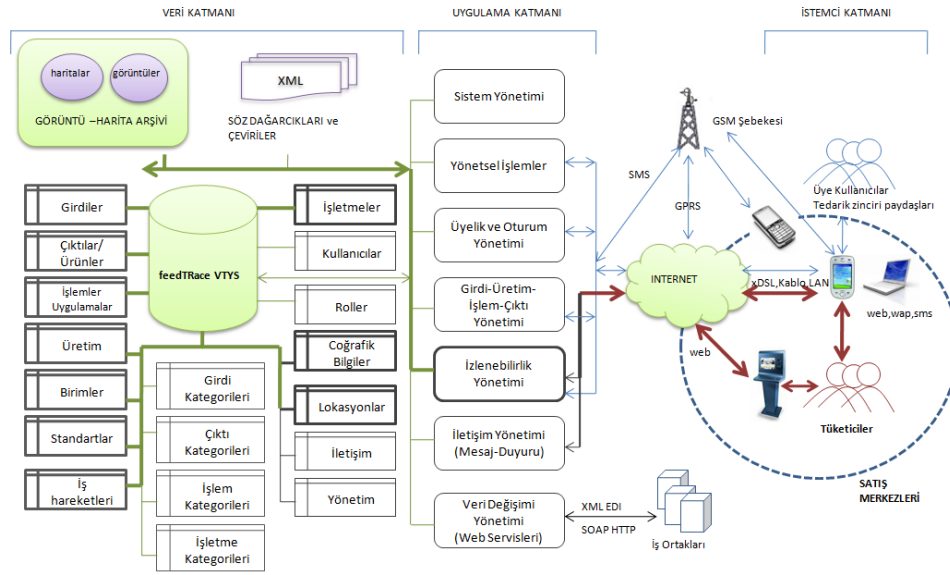 VERİ KATMANI
UYGULAMA KATMANI
İSTEMCİ KATMANI
haritalar
görüntüler
GÖRÜNTÜ –HARİTA ARŞİVİ
XML
SÖZ DAĞARCIKLARI ve
ÇEVİRİLER
Girdiler
Çıktılar/
Ürünler
İşlemler
Uygulamalar
Üretim
Birimler
Standartlar
İş
hareketleri
feedTRace VTYS
İşletmeler
Kullanıcılar
Roller
Coğrafik
Bilgiler
Lokasyonlar
İletişim
Yönetim
Girdi
Kategorileri
Çıktı
Kategorileri
İşlem
Kategorileri
İşletme
Kategorileri
Sistem Yönetimi
Yönetsel İşlemler
Üyelik ve Oturum
Yönetimi
Girdi-Üretim-
İşlem-Çıktı
Yönetimi
İzlenebilirlik
Yönetimi
İletişim Yönetimi
(Mesaj-Duyuru)
Veri Değişimi
Yönetimi
(Web Servisleri)
XML EDI
SOAP HTTP
İş Ortakları
SMS
GPRS
GSM Şebekesi
INTERNET
xDSL,Kablo,LAN
web
Üye Kullanıcılar
Tedarik zinciri paydaşları
web,wap,sms
Tüketiciler
SATIŞ
MERKEZLERİ